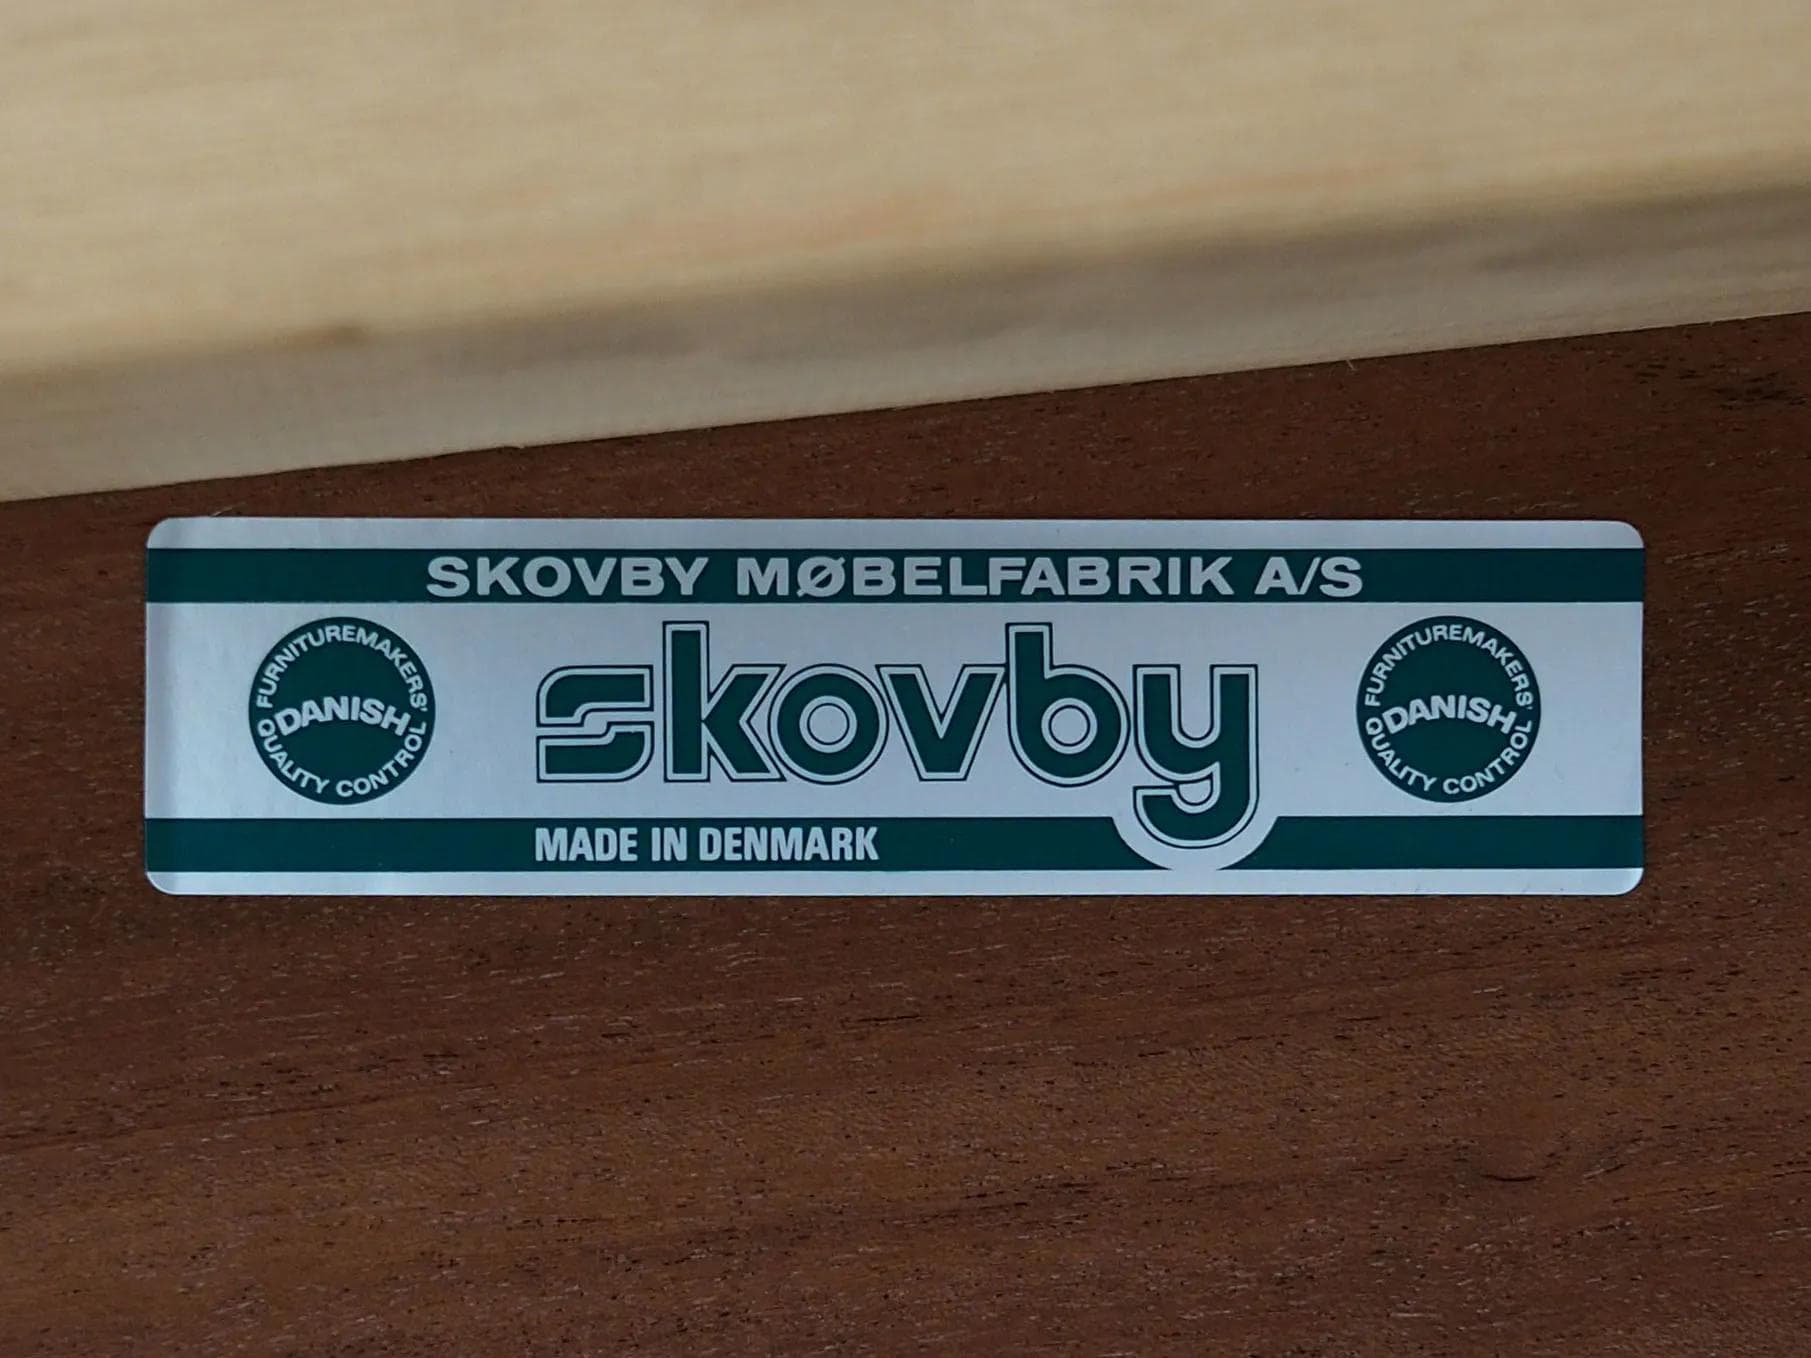 SKOVBY MØBELFABRIK A/S
FURNITUREMAKERS'
DANISH
QUALITY CONTROL
skovby
FURNITUREMAKERS'
DANISH
QUALITY CONTROL
MADE IN DENMARK